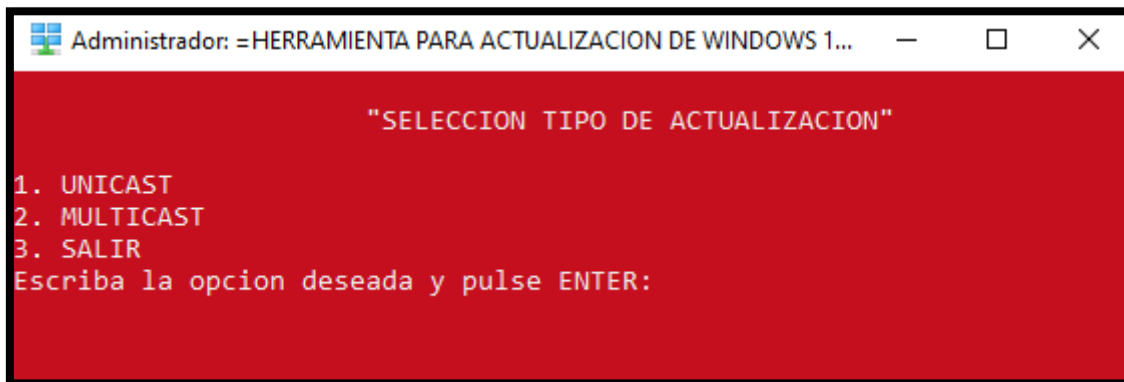 Administrador: =HERRAMIENTA PARA ACTUALIZACION DE WINDOWS 1...
"SELECCION TIPO DE ACTUALIZACION"
1. UNICAST
2. MULTICAST
3. SALIR
Escriba la opcion deseada y pulse ENTER: